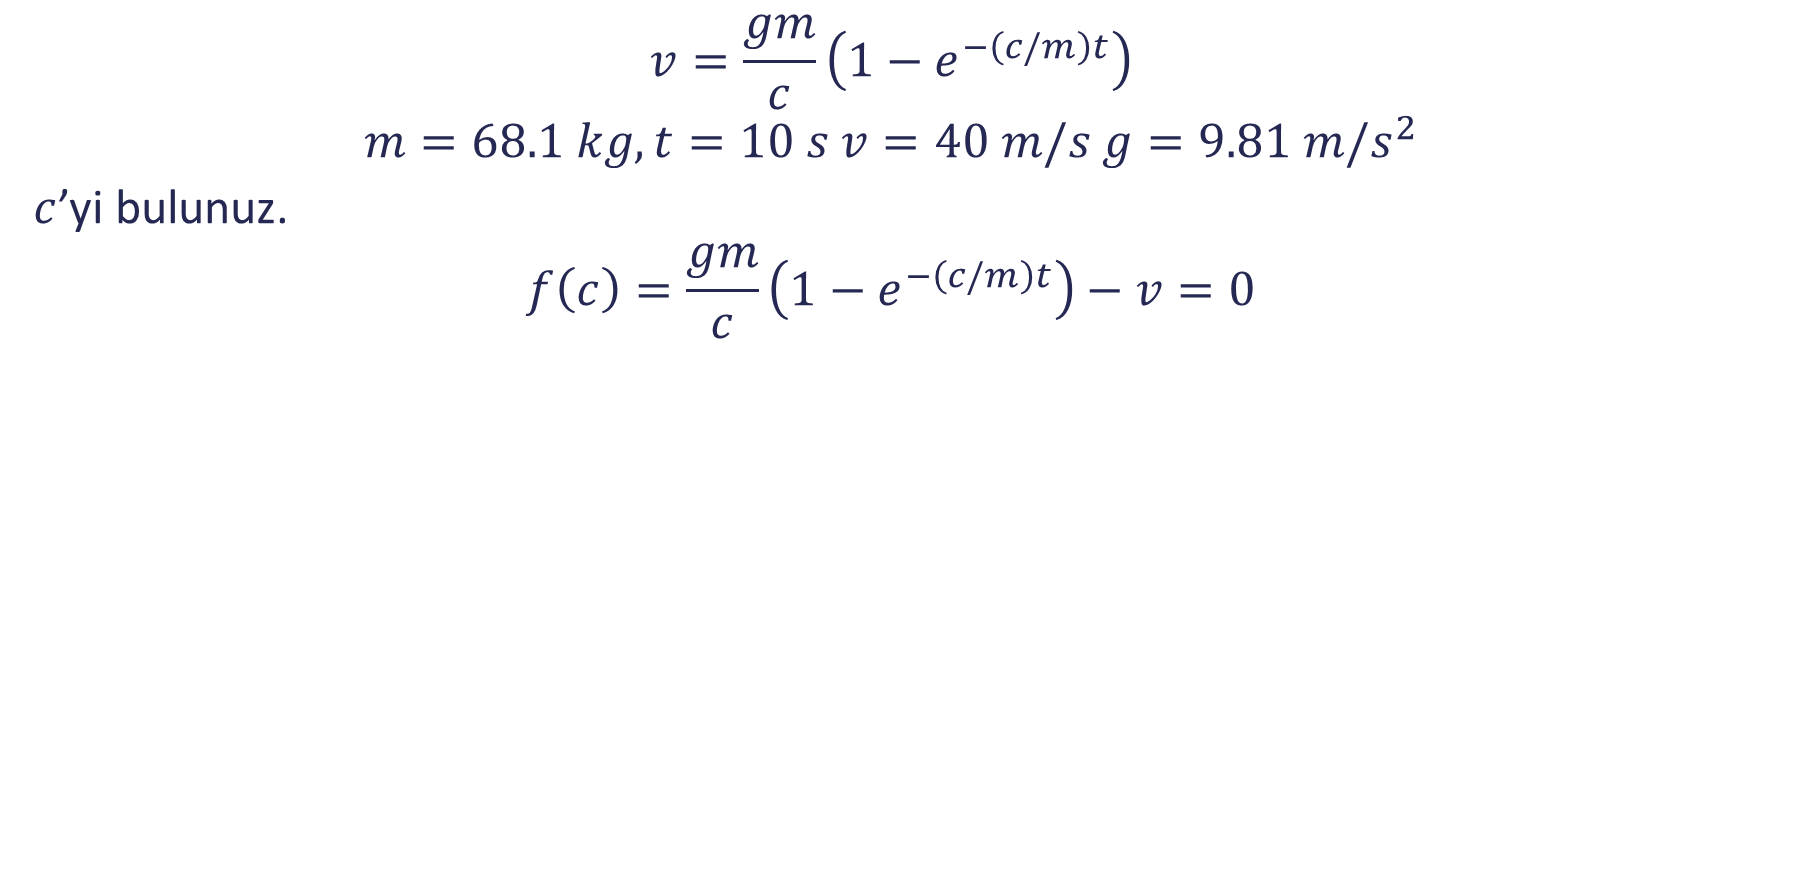 v = gm/c (1 − e^−(c/m)t)
m = 68.1 kg, t = 10 s v = 40 m/s g = 9.81 m/s²
c’yi bulunuz.
f(c) = gm/c (1 − e^−(c/m)t) − v = 0